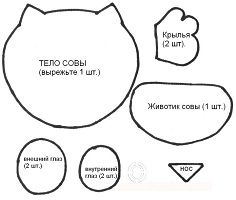 ТЕЛО СОВЫ
(вырежьте 1 шт.)
Крылья
(2 шт).
Животик совы (1 шт.)
внешний глаз
(2 шт.)
внутренний
глаз (2 шт.)
НОС